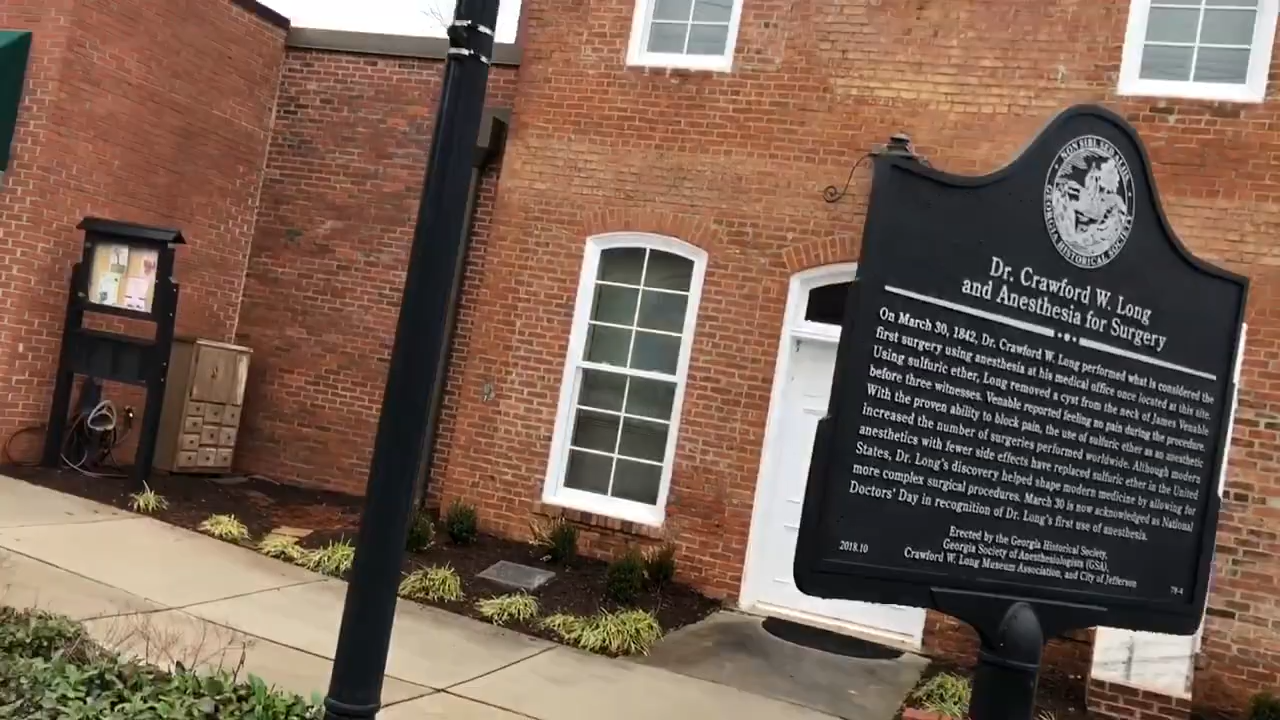 NON SIBI, SED ALIIS
GEORGIA HISTORICAL SOCIETY
Dr. Crawford W. Long
and Anesthesia for Surgery
On March 30, 1842, Dr. Crawford W. Long performed what is considered the
first surgery using anesthesia at his medical office once located at this site.
Using sulfuric ether, Long removed a cyst from the neck of James Venable
before three witnesses. Venable reported feeling no pain during the procedure.
With the proven ability to block pain, the use of sulfuric ether as an anesthetic
increased the number of surgeries performed worldwide. Although modern
anesthetics with fewer side effects have replaced sulfuric ether in the United
States, Dr. Long's discovery helped shape modern medicine by allowing for
more complex surgical procedures. March 30 is now acknowledged as National
Doctors' Day in recognition of Dr. Long's first use of anesthesia.
Erected by the Georgia Historical Society,
Georgia Society of Anesthesiologists (GSA),
Crawford W. Long Museum Association, and City of Jefferson
2018.10
78-4